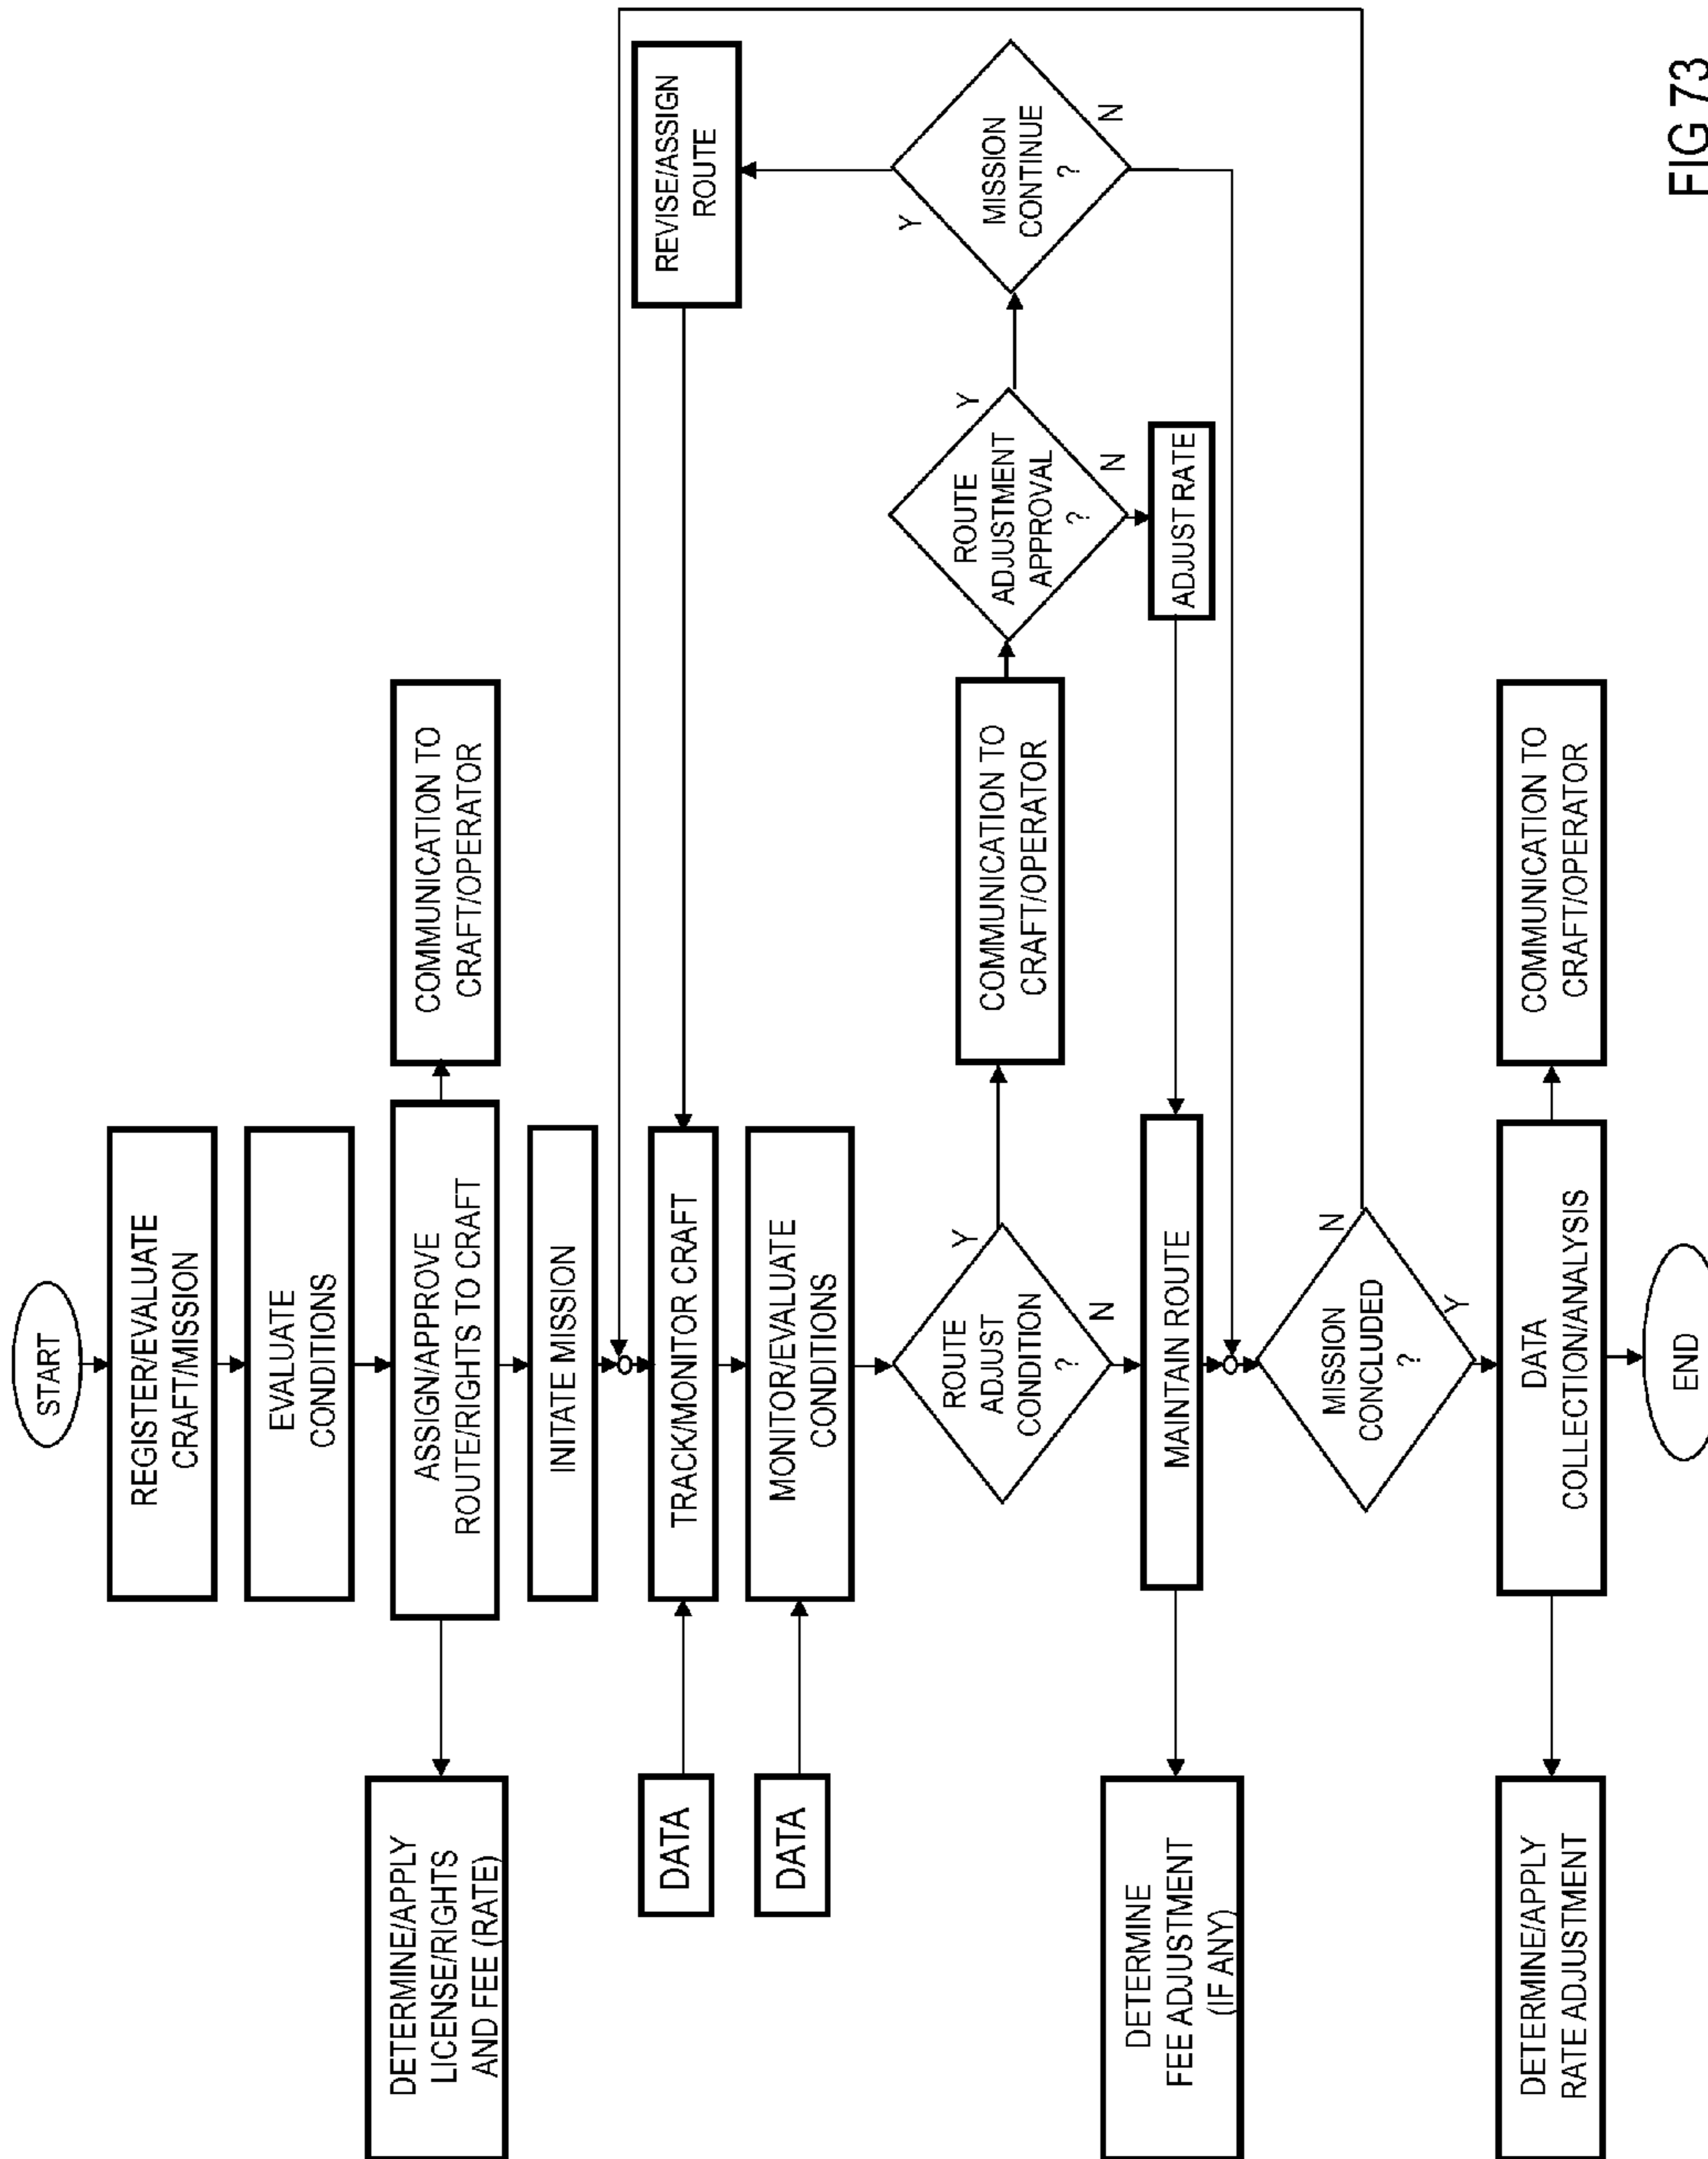 START
REGISTER/EVALUATE
CRAFT/MISSION
EVALUATE
CONDITIONS
DETERMINE/APPLY
LICENSE/RIGHTS
AND FEE (RATE)
ASSIGN/APPROVE
ROUTE/RIGHTS TO CRAFT
COMMUNICATION TO
CRAFT/OPERATOR
INITATE MISSION
DATA
TRACK/MONITOR CRAFT
REVISE/ASSIGN
ROUTE
DATA
MONITOR/EVALUATE
CONDITIONS
ROUTE
ADJUST
CONDITION
?
Y
N
COMMUNICATION TO
CRAFT/OPERATOR
ROUTE
ADJUSTMENT
APPROVAL
?
Y
N
MISSION
CONTINUE
?
Y
N
ADJUST RATE
DETERMINE
FEE ADJUSTMENT
(IF ANY)
MAINTAIN ROUTE
MISSION
CONCLUDED
?
N
Y
DETERMINE/APPLY
RATE ADJUSTMENT
DATA
COLLECTION/ANALYSIS
COMMUNICATION TO
CRAFT/OPERATOR
END
FIG 73